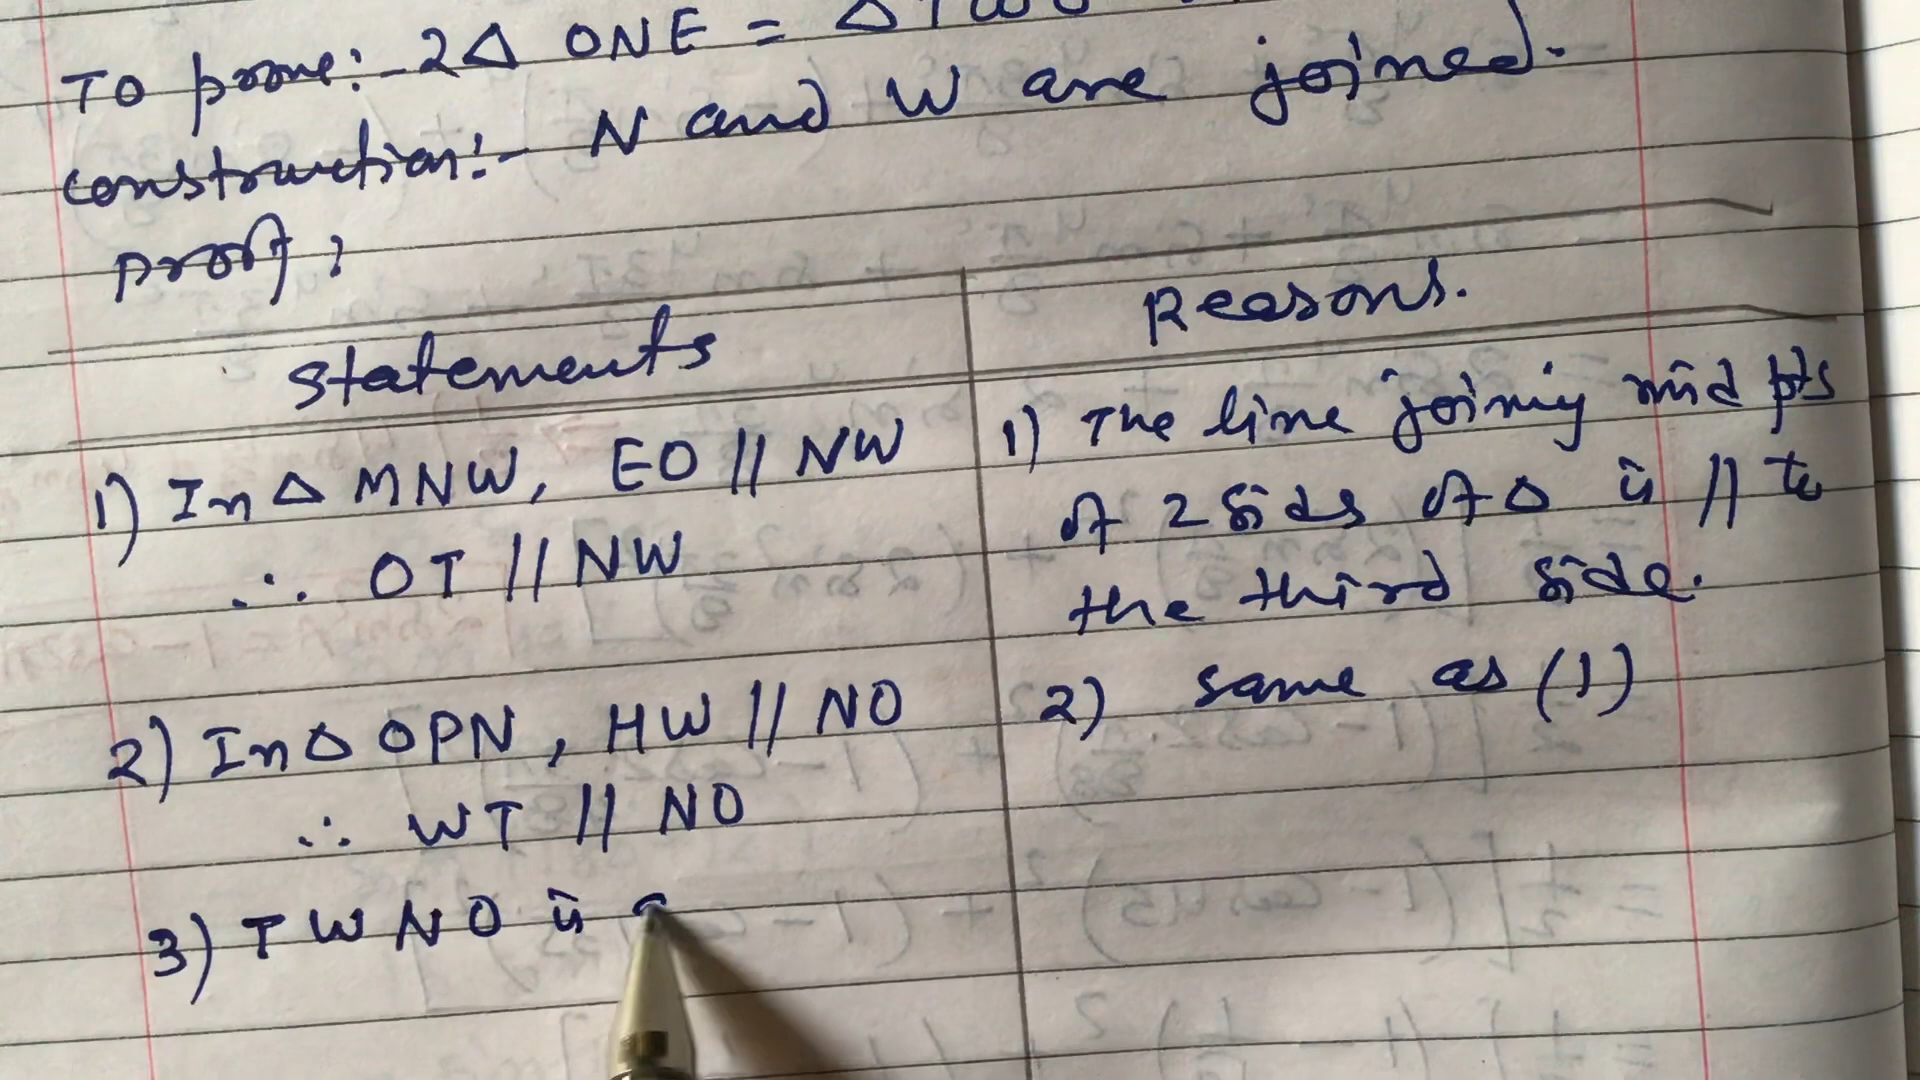 To prove:- 2△ ONE = △TWO
construction:- N and W are joined.
Proof:
Statements
Reasons.
1) In △ MNW, EO // NW
∴ OT // NW
1) The line joining mid pts
of 2 sides of △ is // to
the third side.
2) In △ OPN, HW // NO
∴ WT // NO
2) same as (1)
3) TWNO is a